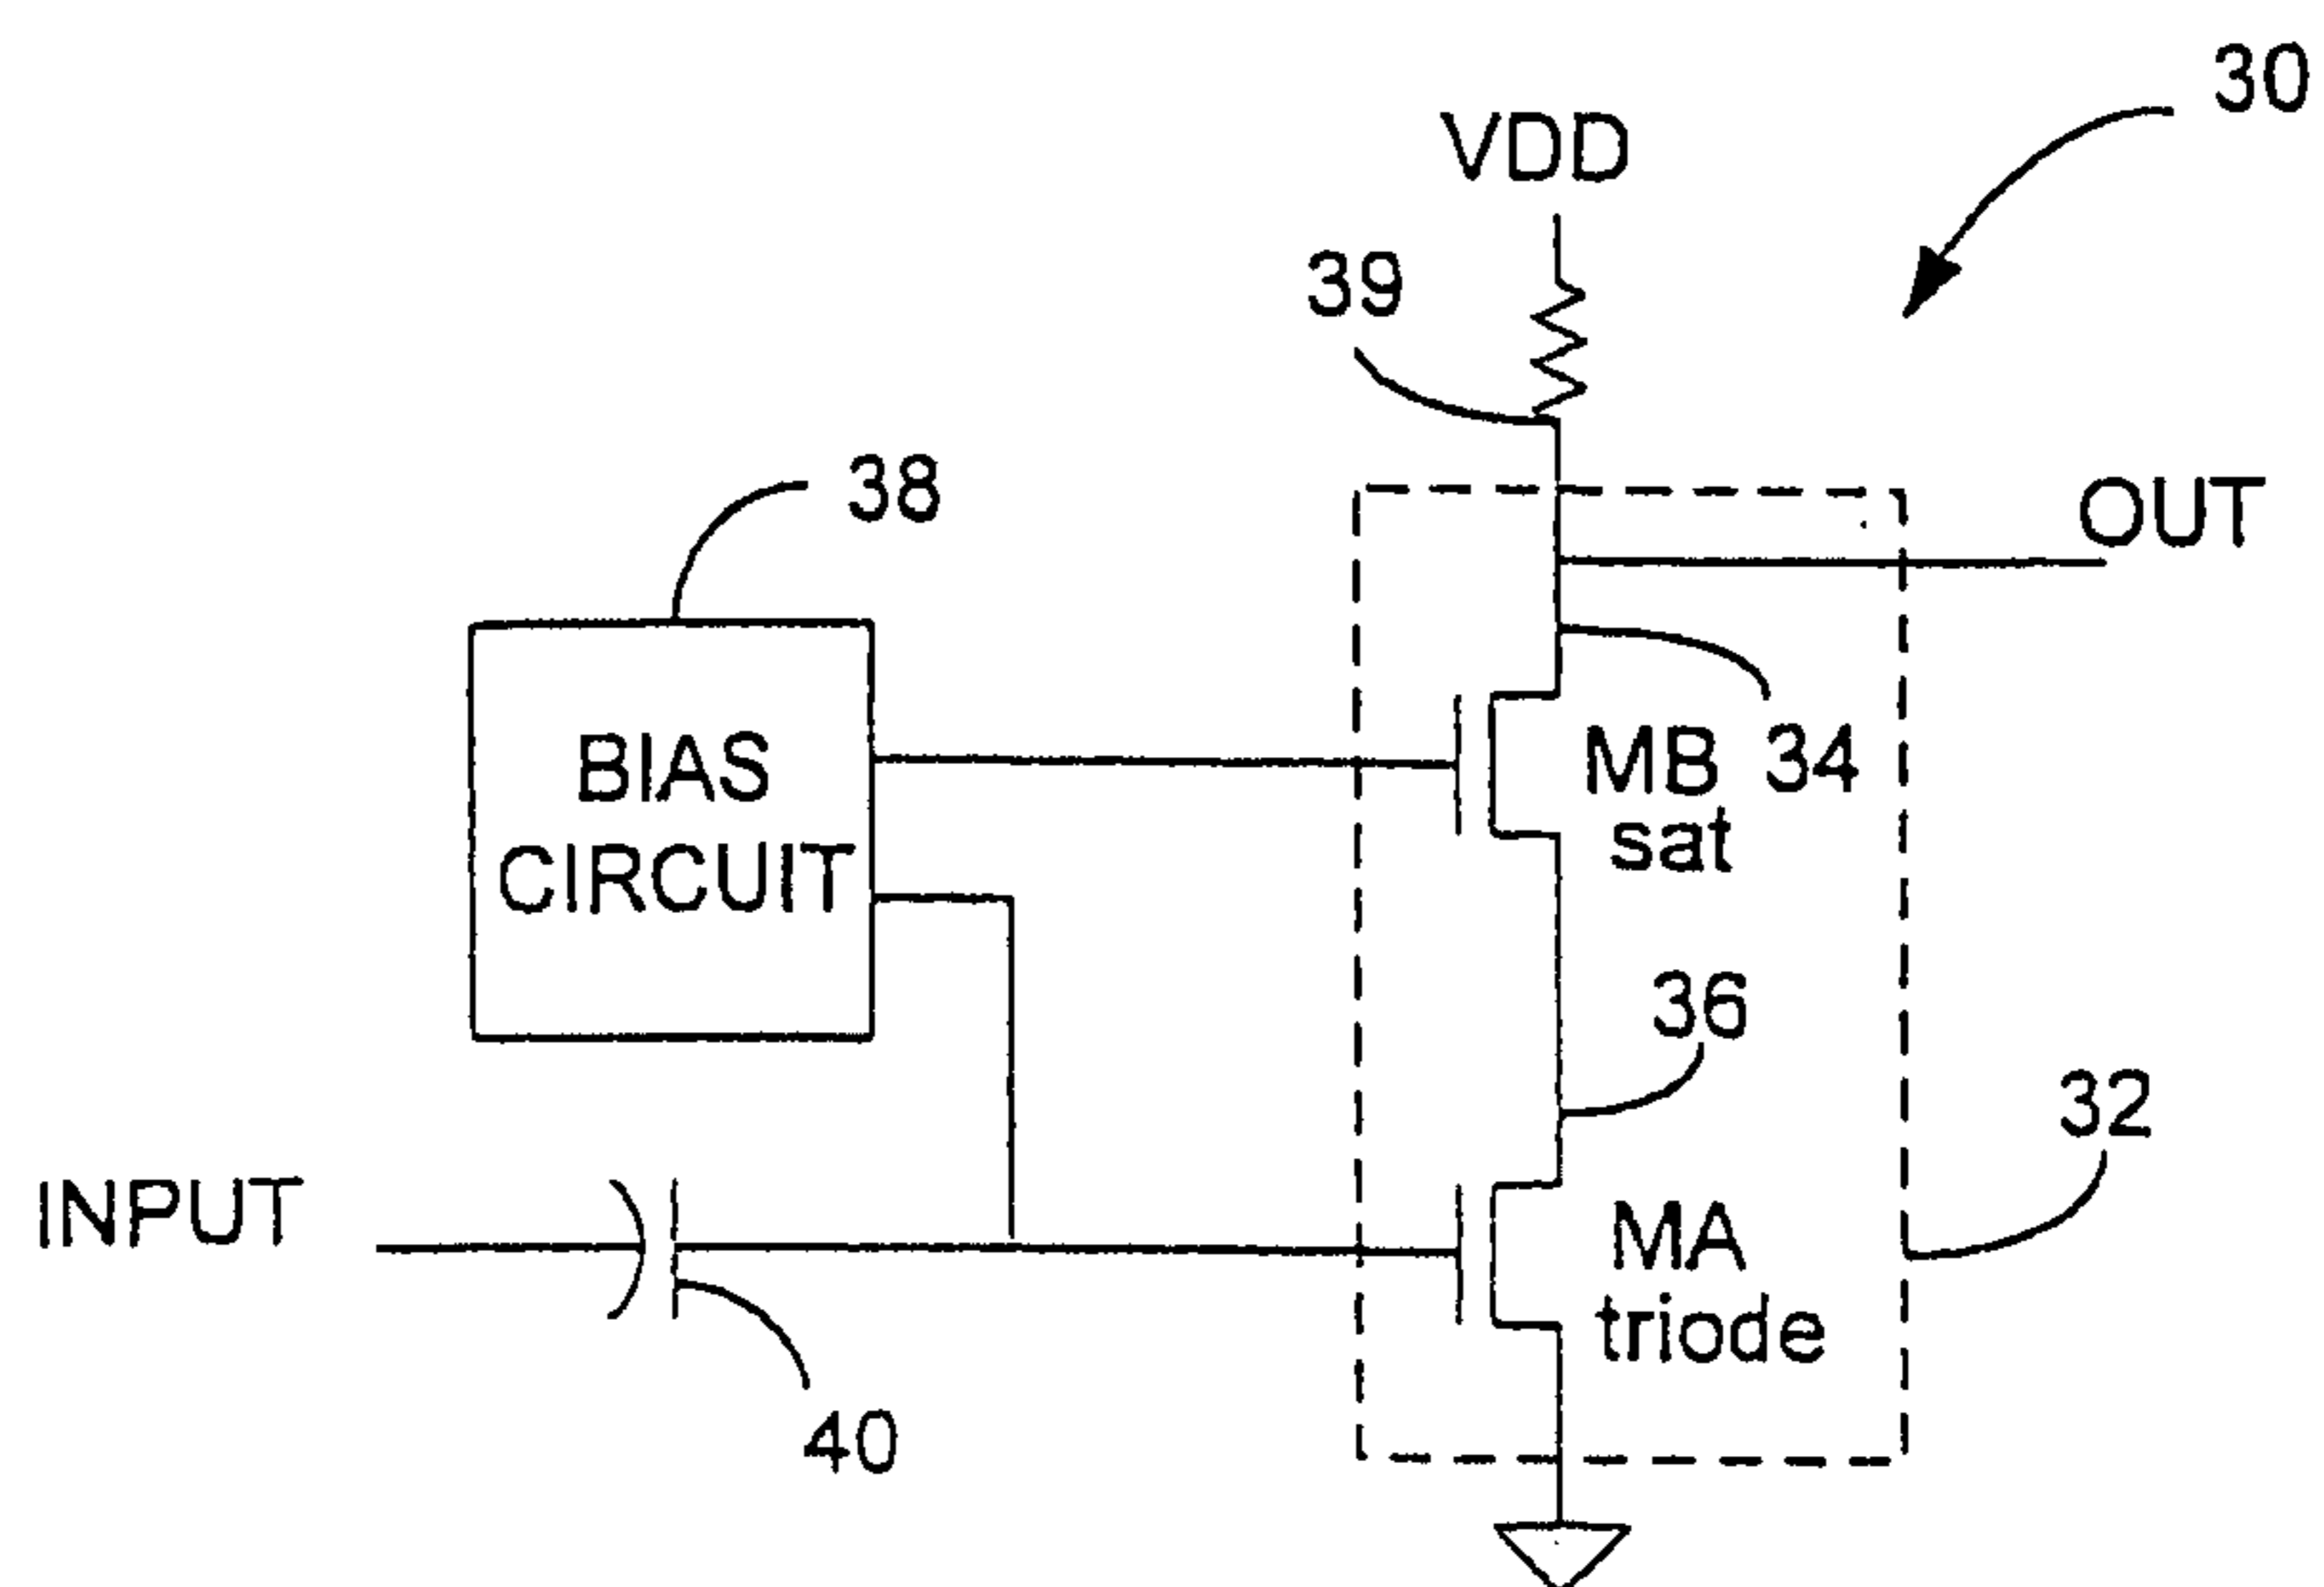 30
VDD
39
38
OUT
BIAS
CIRCUIT
MB 34
sat
36
32
INPUT
MA
triode
40